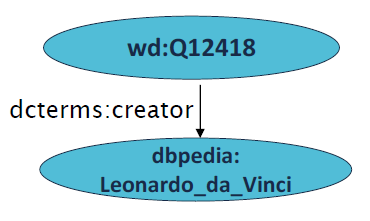 wd:Q12418
dcterms:creator
dbpedia:
Leonardo_da_Vinci